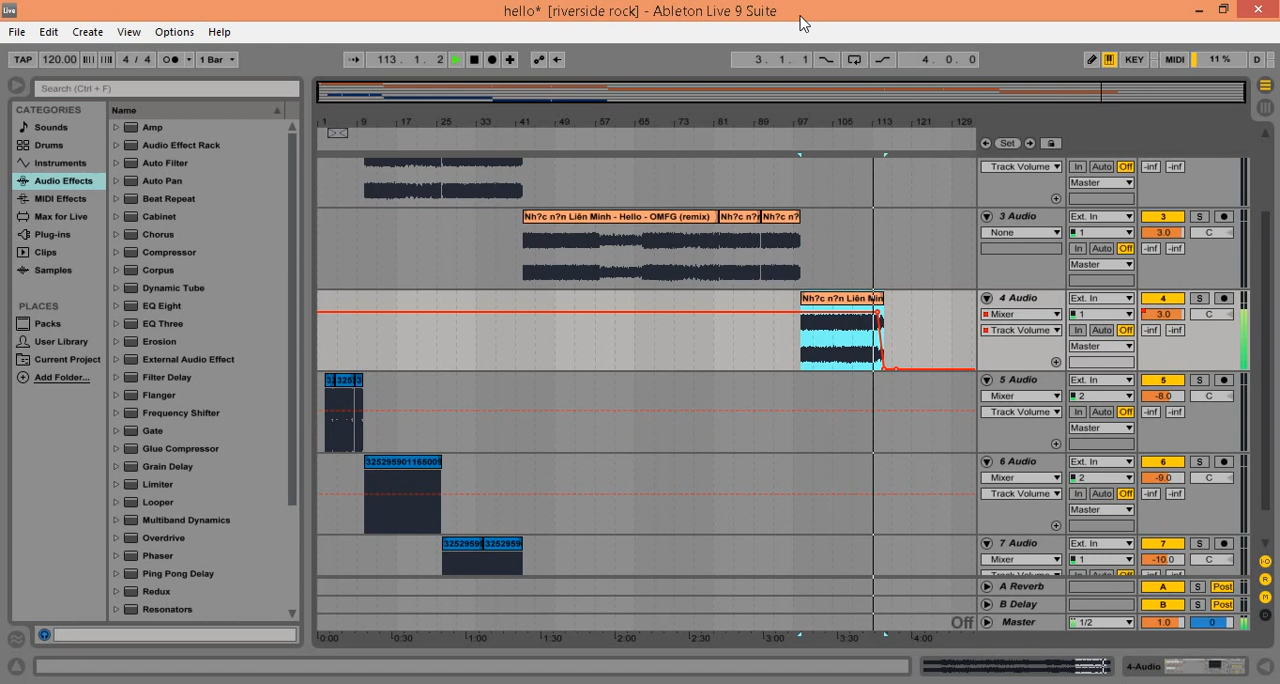 Live
hello* [riverside rock] - Ableton Live 9 Suite
File Edit Create View Options Help
TAP 120.00 4 / 4 1 Bar 113. 1. 2 3. 1. 1 4. 0. 0 KEY MIDI 11 % D
Search (Ctrl + F)
CATEGORIES
Sounds
Drums
Instruments
Audio Effects
MIDI Effects
Max for Live
Plug-ins
Clips
Samples
PLACES
Packs
User Library
Current Project
Add Folder...
Name
Amp
Audio Effect Rack
Auto Filter
Auto Pan
Beat Repeat
Cabinet
Chorus
Compressor
Corpus
Dynamic Tube
EQ Eight
EQ Three
Erosion
External Audio Effect
Filter Delay
Flanger
Frequency Shifter
Gate
Glue Compressor
Grain Delay
Limiter
Looper
Multiband Dynamics
Overdrive
Phaser
Ping Pong Delay
Redux
Resonators
1 9 17 25 33 41 49 57 65 73 81 89 97 105 113 121 129
Set
Track Volume In Auto Off -inf -inf
Master
Nh?c n?n Liên Minh - Hello - OMFG (remix) Nh?c n?n Nh?c n?
3 Audio Ext. In 3 S
None 1 3.0 C
In Auto Off -inf -inf
Master
Nh?c n?n Liên Min
4 Audio Ext. In 4 S
Mixer 1 3.0 C
Track Volume In Auto Off -inf -inf
Master
32 325 3
5 Audio Ext. In 5 S
Mixer 2 -8.0 C
Track Volume In Auto Off -inf -inf
Master
325295901165009
6 Audio Ext. In 6 S
Mixer 2 -9.0 C
Track Volume In Auto Off -inf -inf
Master
3252959 3252959
7 Audio Ext. In 7 S
Mixer 1 -10.0 C
A Reverb A S Post
B Delay B S Post
Off Master 1/2 1.0 0
0:00 0:30 1:00 1:30 2:00 2:30 3:00 3:30 4:00
4-Audio